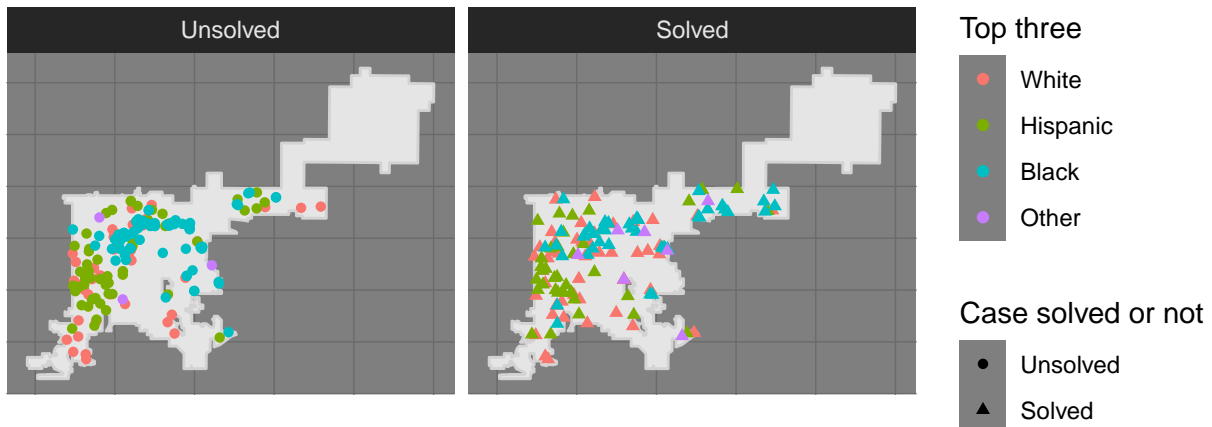 Unsolved
Solved
Top three
White
Hispanic
Black
Other
Case solved or not
Unsolved
Solved